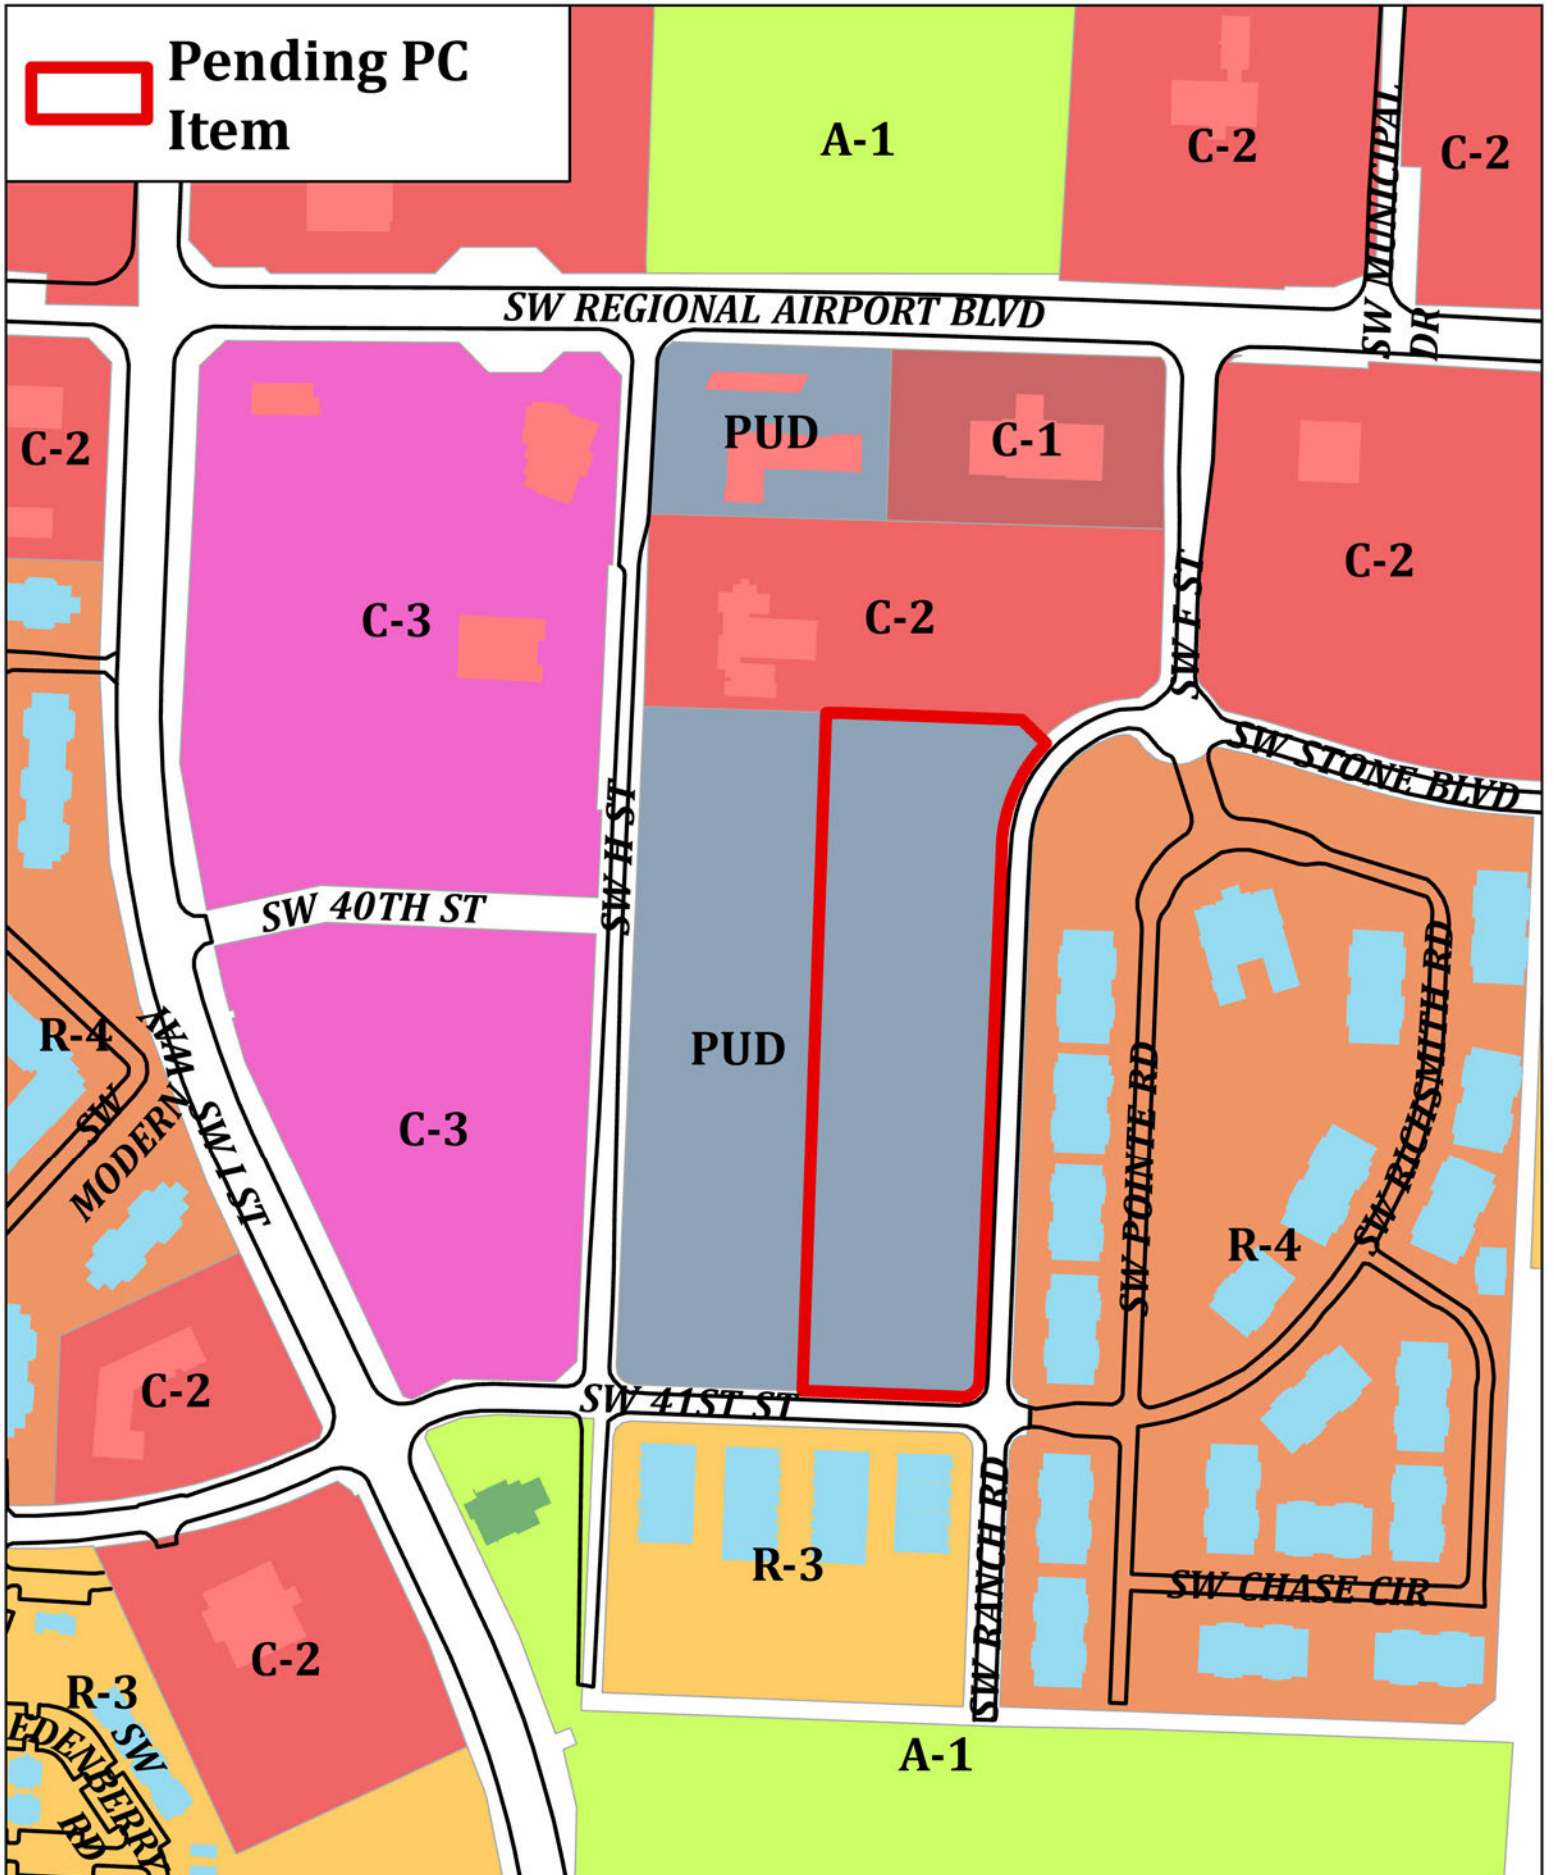 Pending PC
Item
A-1
C-2
C-2
SW MUNICIPAL
DR
SW REGIONAL AIRPORT BLVD
C-2
PUD
C-1
C-3
C-2
SW E ST
C-2
SW STONE BLVD
SW H ST
SW 40TH ST
R-4
SW
MODERN
WAY
SW I ST
C-3
PUD
SW POINTE RD
SW RICHSMITH RD
R-4
C-2
SW 41ST ST
R-3
SW RANCH RD
SW CHASE CIR
C-2
R-3
SW
EDENBERRY
RD
A-1